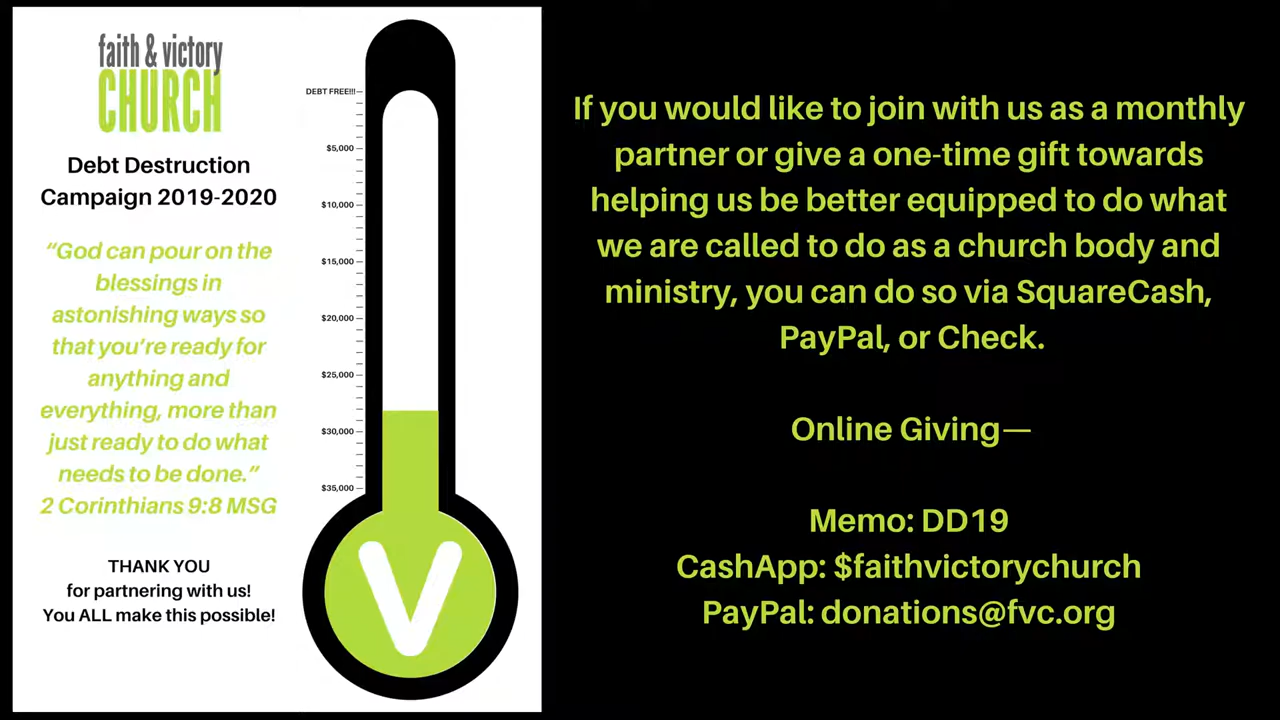 faith & victory
CHURCH
Debt Destruction
Campaign 2019-2020
“God can pour on the
blessings in
astonishing ways so
that you’re ready for
anything and
everything, more than
just ready to do what
needs to be done.”
2 Corinthians 9:8 MSG
THANK YOU
for partnering with us!
You ALL make this possible!
DEBT FREE!!!
$5,000
$10,000
$15,000
$20,000
$25,000
$30,000
$35,000
V
If you would like to join with us as a monthly
partner or give a one-time gift towards
helping us be better equipped to do what
we are called to do as a church body and
ministry, you can do so via SquareCash,
PayPal, or Check.
Online Giving—
Memo: DD19
CashApp: $faithvictorychurch
PayPal: donations@fvc.org